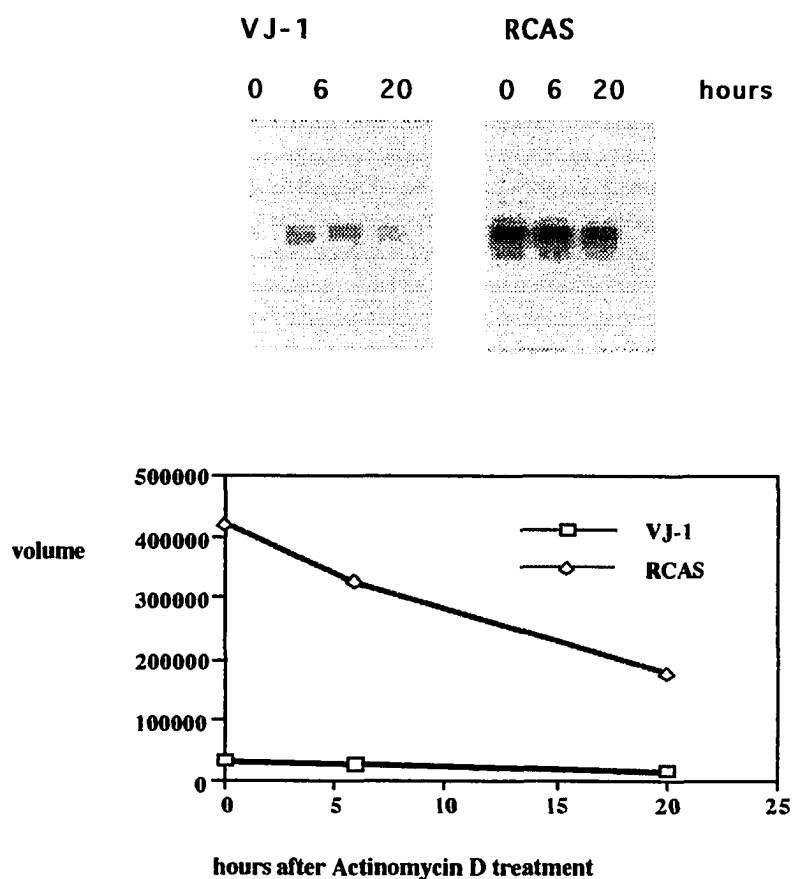 VJ-1 RCAS
0 6 20 0 6 20 hours
500000
400000
300000
200000
100000
0
volume
VJ-1
RCAS
0 5 10 15 20 25
hours after Actinomycin D treatment